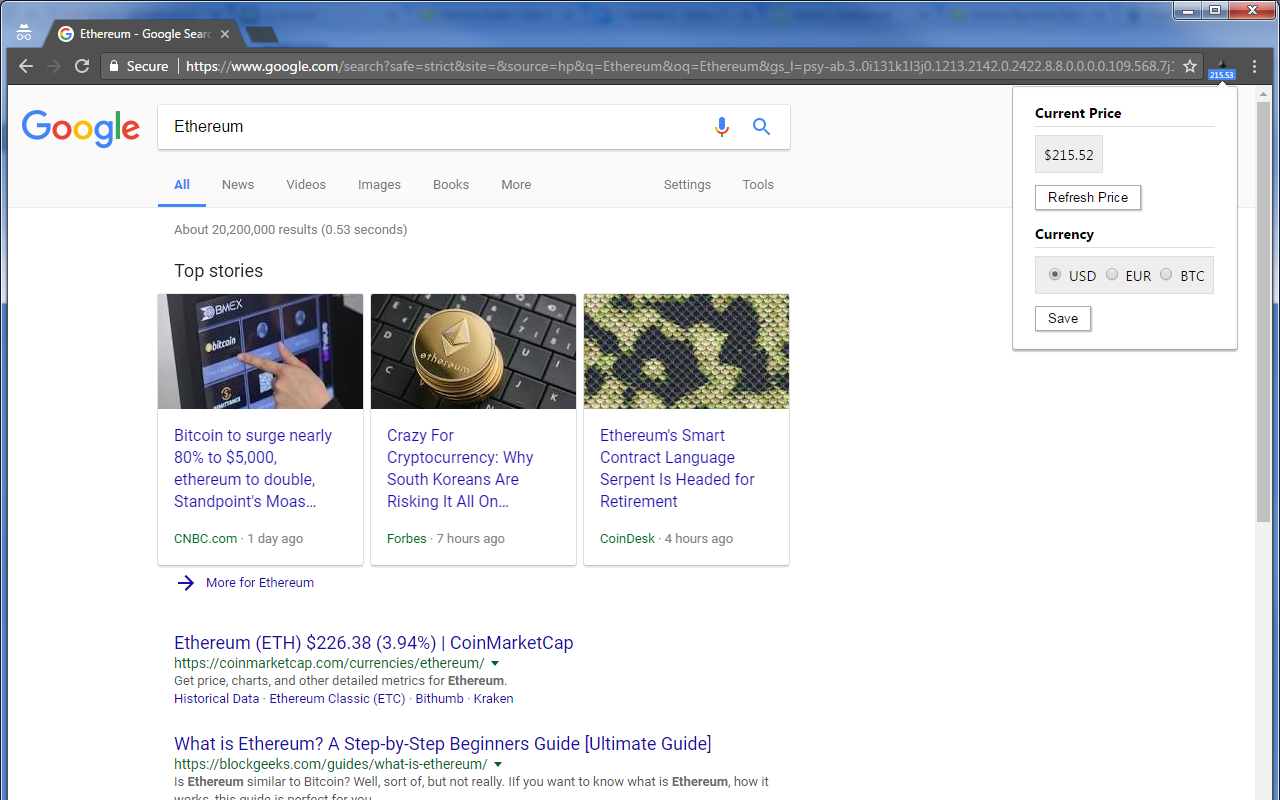 Ethereum - Google Searc
Secure
https://www.google.com/search?safe=strict&site=&source=hp&q=Ethereum&oq=Ethereum&gs_l=psy-ab.3..0i131k1l3j0.1213.2142.0.2422.8.8.0.0.0.0.109.568.7j1
215.53
Google
Ethereum
All News Videos Images Books More Settings Tools
About 20,200,000 results (0.53 seconds)
Current Price
$215.52
Refresh Price
Currency
USD EUR BTC
Save
Top stories
BMEX
bitcoin
ethereum
Bitcoin to surge nearly
80% to $5,000,
ethereum to double,
Standpoint's Moas...
CNBC.com · 1 day ago
Crazy For
Cryptocurrency: Why
South Koreans Are
Risking It All On...
Forbes · 7 hours ago
Ethereum's Smart
Contract Language
Serpent Is Headed for
Retirement
CoinDesk · 4 hours ago
More for Ethereum
Ethereum (ETH) $226.38 (3.94%) | CoinMarketCap
https://coinmarketcap.com/currencies/ethereum/
Get price, charts, and other detailed metrics for Ethereum.
Historical Data · Ethereum Classic (ETC) · Bithumb · Kraken
What is Ethereum? A Step-by-Step Beginners Guide [Ultimate Guide]
https://blockgeeks.com/guides/what-is-ethereum/
Is Ethereum similar to Bitcoin? Well, sort of, but not really. IIf you want to know what is Ethereum, how it
works, this guide is perfect for you